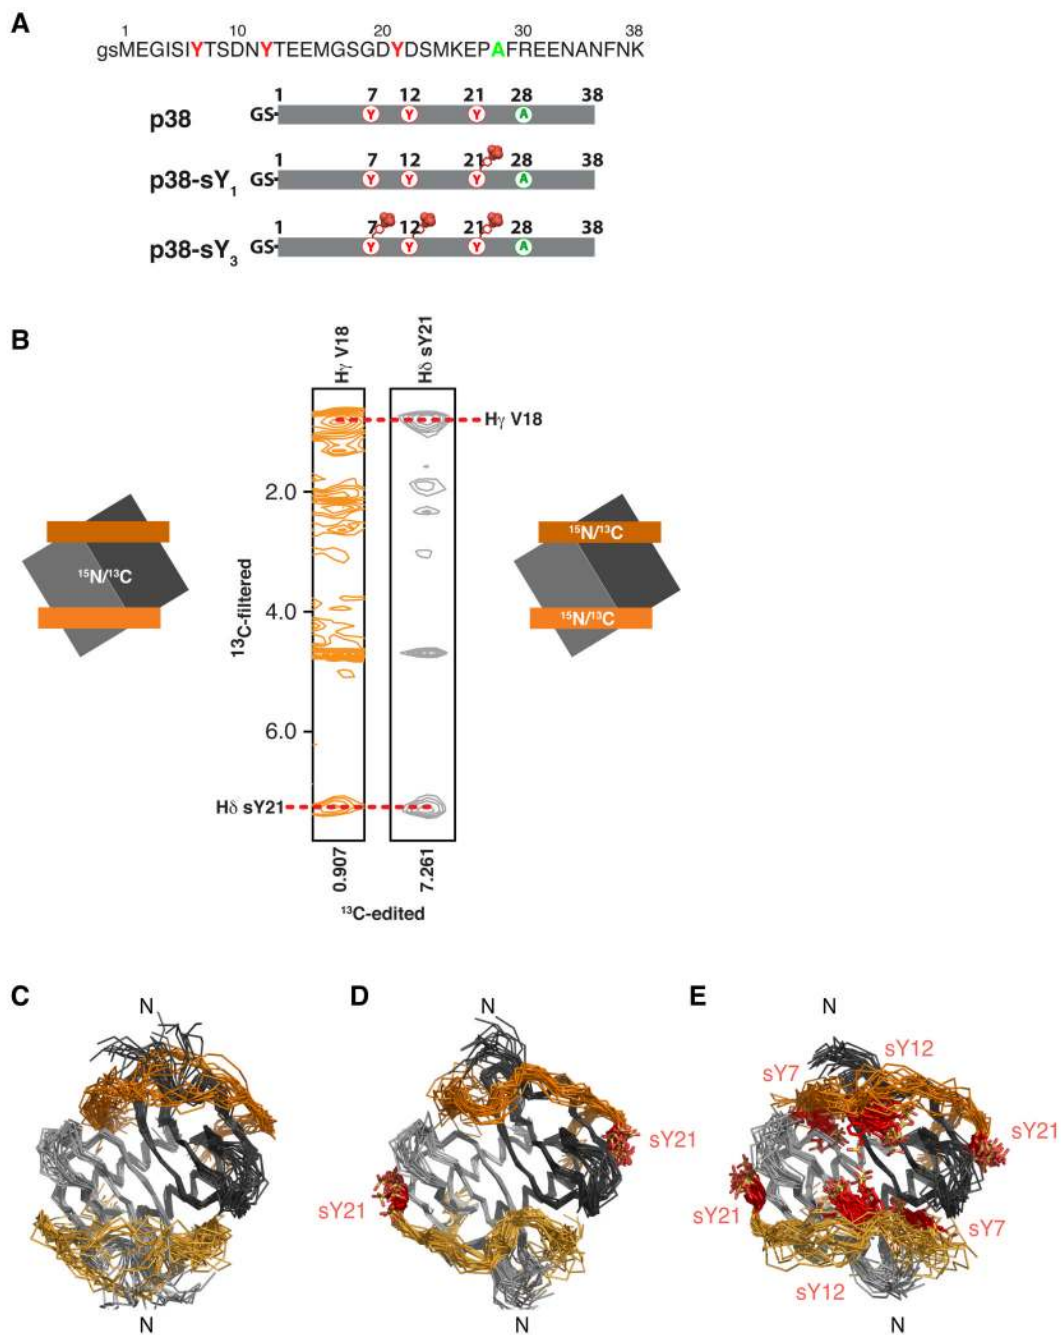 A
1 10 20 30 38
gsMEGISIYTSDNYTEEMGSGDYDSMKEPAFREENANFNK
1 7 12 21 28 38
p38 GS- Y Y Y A
1 7 12 21 28 38
p38-sY1 GS- Y Y Y A
1 7 12 21 28 38
p38-sY3 GS- Y Y Y A
B
Hγ V18
Hδ sY21
Hγ V18
2.0
4.0
6.0
13C-filtered
Hδ sY21
0.907
7.261
13C-edited
15N/13C
15N/13C
15N/13C
C
N
N
D
N
sY21
sY21
N
E
N
sY12
sY7
sY21
sY21
sY7
sY12
N